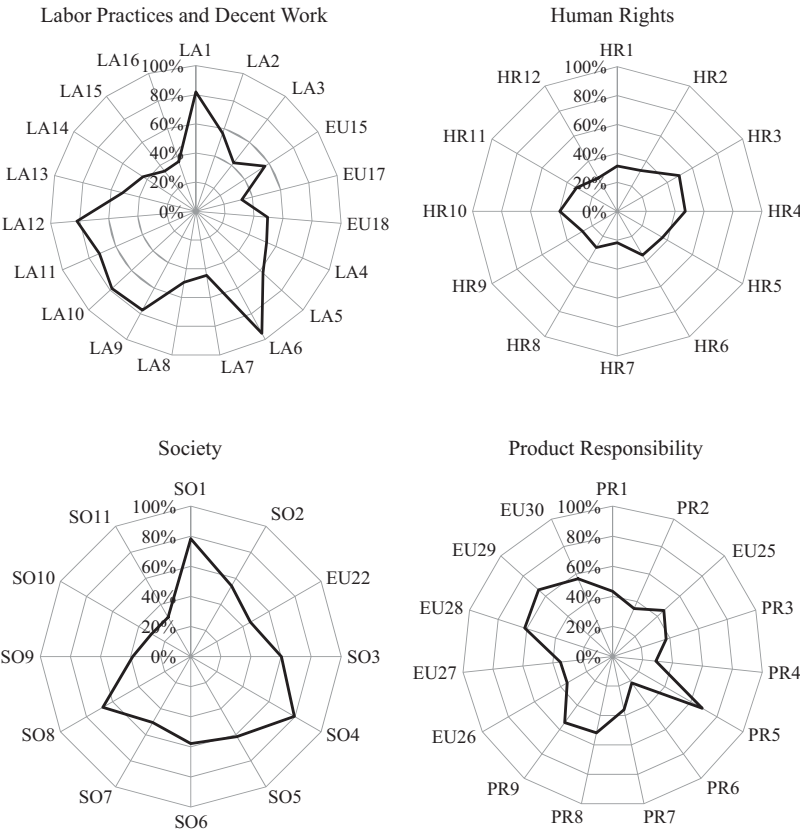 Labor Practices and Decent Work
LA1
LA2
LA3
EU15
EU17
EU18
LA4
LA5
LA6
LA7
LA8
LA9
LA10
LA11
LA12
LA13
LA14
LA15
LA16
100%
80%
60%
40%
20%
0%
Human Rights
HR1
HR2
HR3
HR4
HR5
HR6
HR7
HR8
HR9
HR10
HR11
HR12
100%
80%
60%
40%
20%
0%
Society
SO1
SO2
EU22
SO3
SO4
SO5
SO6
SO7
SO8
SO9
SO10
SO11
100%
80%
60%
40%
20%
0%
Product Responsibility
PR1
PR2
EU25
PR3
PR4
PR5
PR6
PR7
PR8
PR9
EU26
EU27
EU28
EU29
EU30
100%
80%
60%
40%
20%
0%